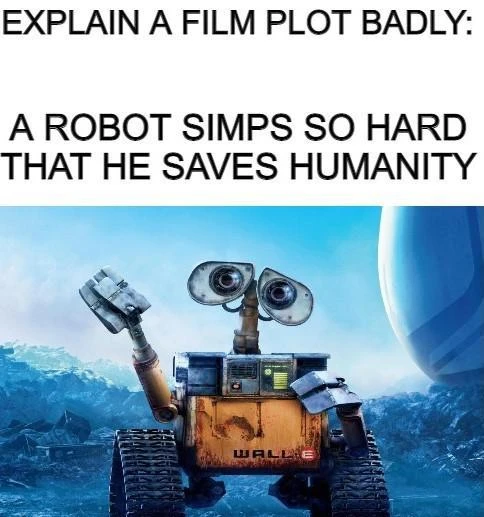 EXPLAIN A FILM PLOT BADLY:
A ROBOT SIMPS SO HARD
THAT HE SAVES HUMANITY
WALL E